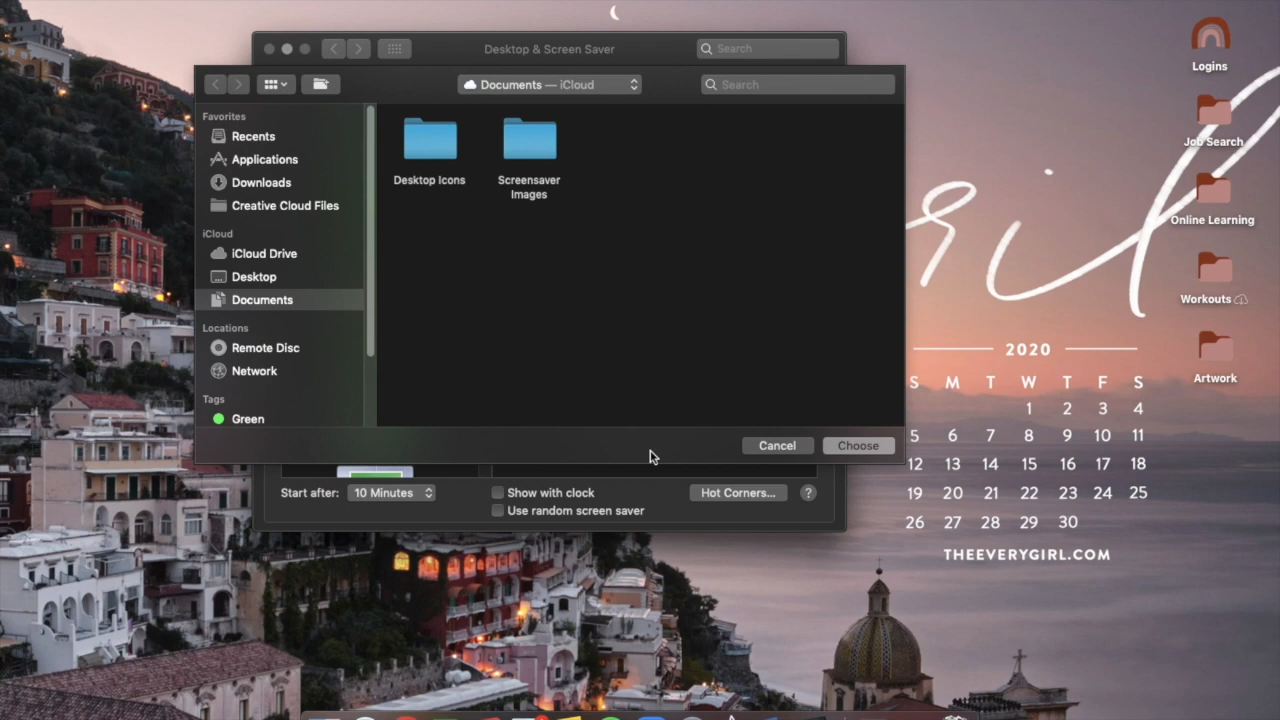 Desktop & Screen Saver
Search
Documents — iCloud
Search
Favorites
Recents
Applications
Downloads
Creative Cloud Files
iCloud
iCloud Drive
Desktop
Documents
Locations
Remote Disc
Network
Tags
Green
Desktop Icons
Screensaver
Images
Cancel
Choose
Start after:
10 Minutes
Show with clock
Use random screen saver
Hot Corners...
?
2020
S M T W T F S
1 2 3 4
5 6 7 8 9 10 11
12 13 14 15 16 17 18
19 20 21 22 23 24 25
26 27 28 29 30
THEEVERYGIRL.COM
Logins
Job Search
Online Learning
Workouts
Artwork